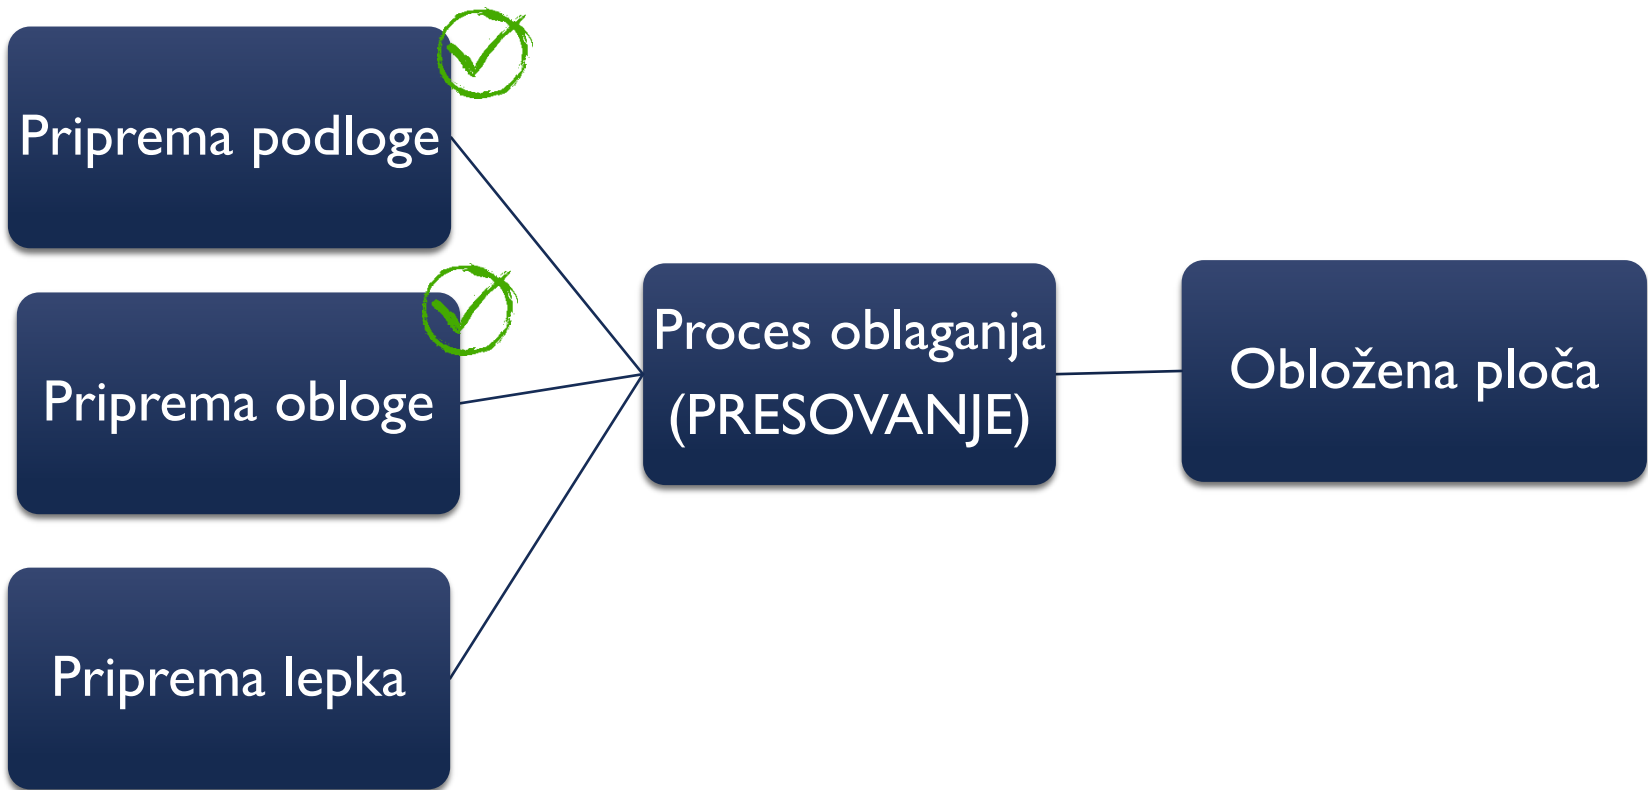 Priprema podloge
Priprema obloge
Priprema lepka
Proces oblaganja
(PRESOVANJE)
Obložena ploča